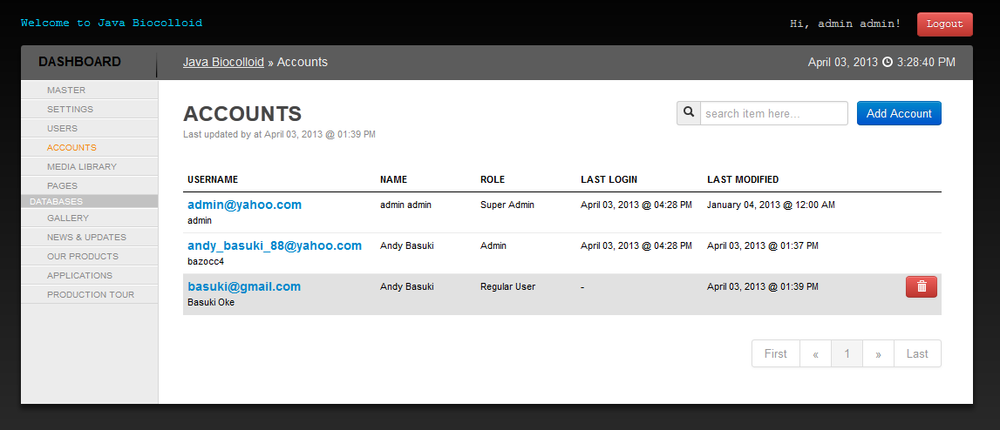 Welcome to Java Biocolloid
Hi, admin admin!
Logout
DASHBOARD
Java Biocolloid » Accounts
April 03, 2013 3:28:40 PM
MASTER
SETTINGS
USERS
ACCOUNTS
MEDIA LIBRARY
PAGES
DATABASES
GALLERY
NEWS & UPDATES
OUR PRODUCTS
APPLICATIONS
PRODUCTION TOUR
ACCOUNTS
Last updated by at April 03, 2013 @ 01:39 PM
search item here...
Add Account
USERNAME NAME ROLE LAST LOGIN LAST MODIFIED
admin@yahoo.com admin admin Super Admin April 03, 2013 @ 04:28 PM January 04, 2013 @ 12:00 AM
admin
andy_basuki_88@yahoo.com Andy Basuki Admin April 03, 2013 @ 04:28 PM April 03, 2013 @ 01:37 PM
bazocc4
basuki@gmail.com Andy Basuki Regular User - April 03, 2013 @ 01:39 PM
Basuki Oke
First « 1 » Last